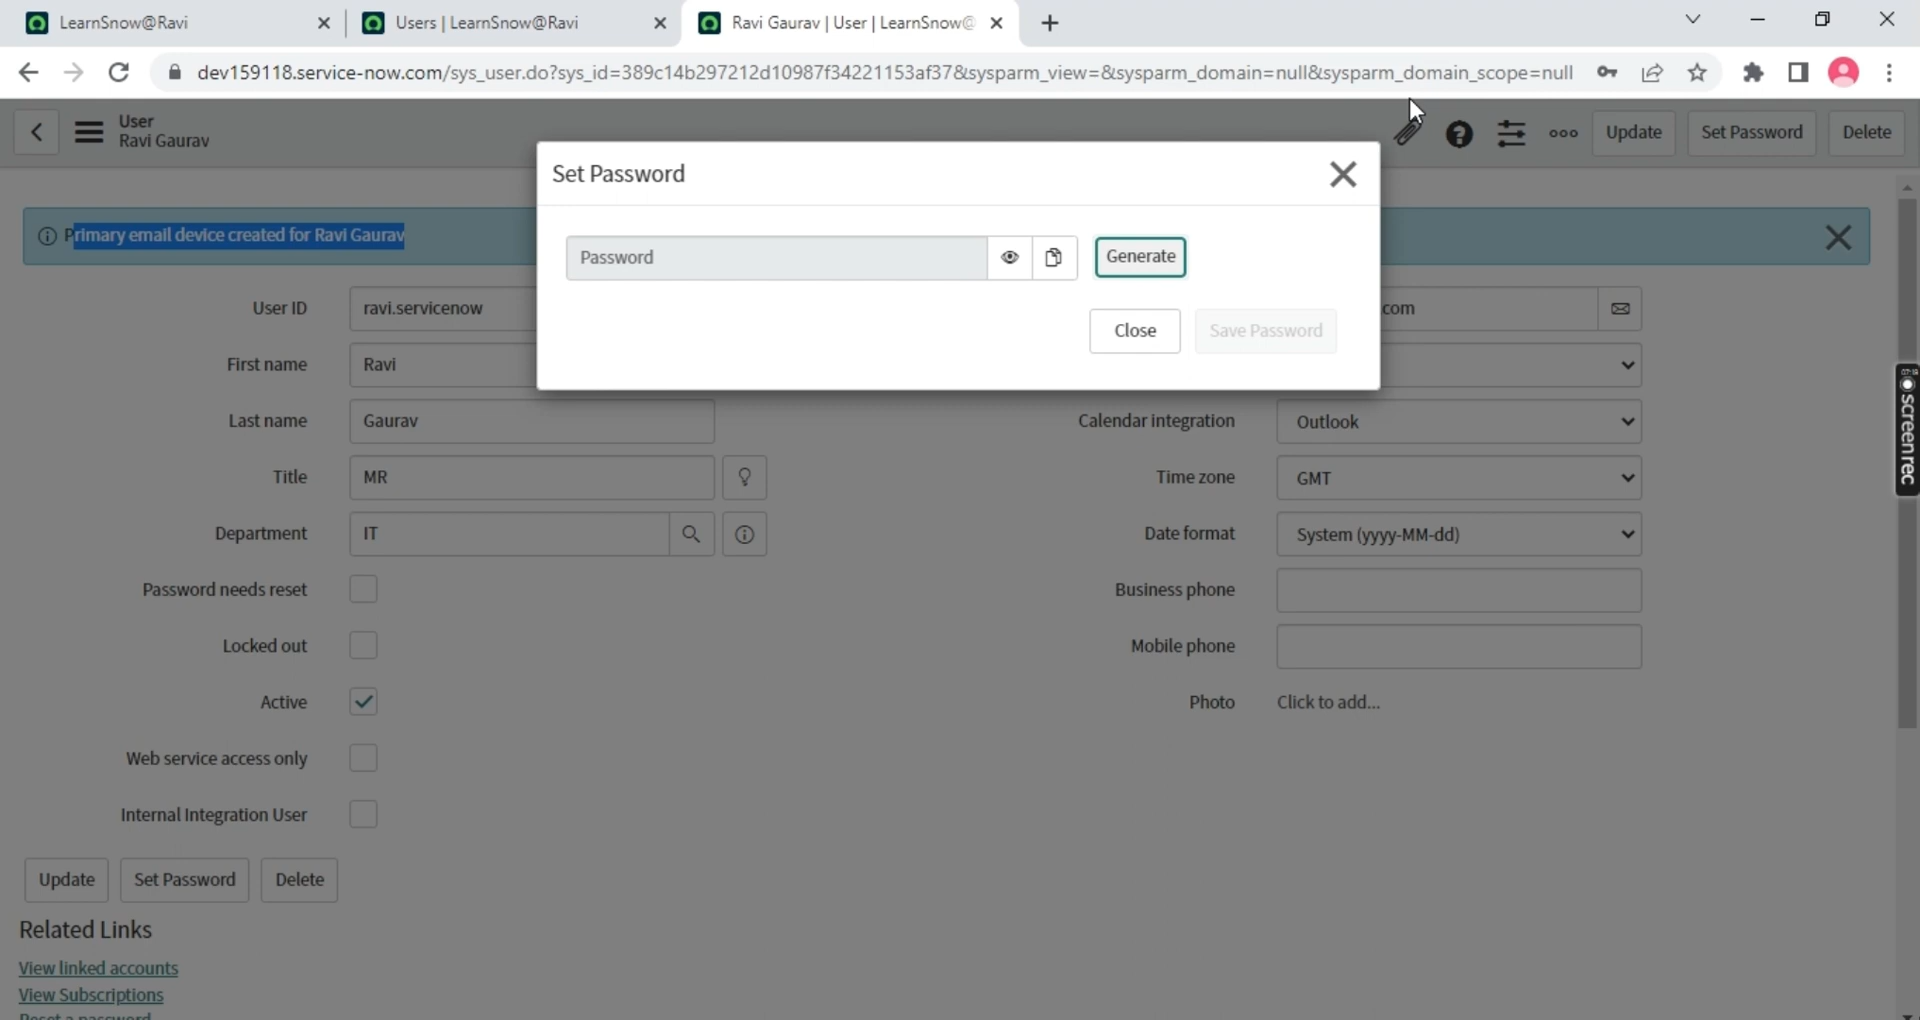 LearnSnow@Ravi
Users | LearnSnow@Ravi
Ravi Gaurav | User | LearnSnow@
dev159118.service-now.com/sys_user.do?sys_id=389c14b297212d10987f34221153af37&sysparm_view=&sysparm_domain=null&sysparm_domain_scope=null
User
Ravi Gaurav
Update
Set Password
Delete
Set Password
Primary email device created for Ravi Gaurav
Password
Generate
Close
Save Password
User ID
ravi.servicenow
com
First name
Ravi
Last name
Gaurav
Calendar integration
Outlook
Title
MR
Time zone
GMT
Department
IT
Date format
System (yyyy-MM-dd)
Password needs reset
Business phone
Locked out
Mobile phone
Active
Photo
Click to add...
Web service access only
Internal Integration User
Update
Set Password
Delete
Related Links
View linked accounts
View Subscriptions
Reset a password
screenrec